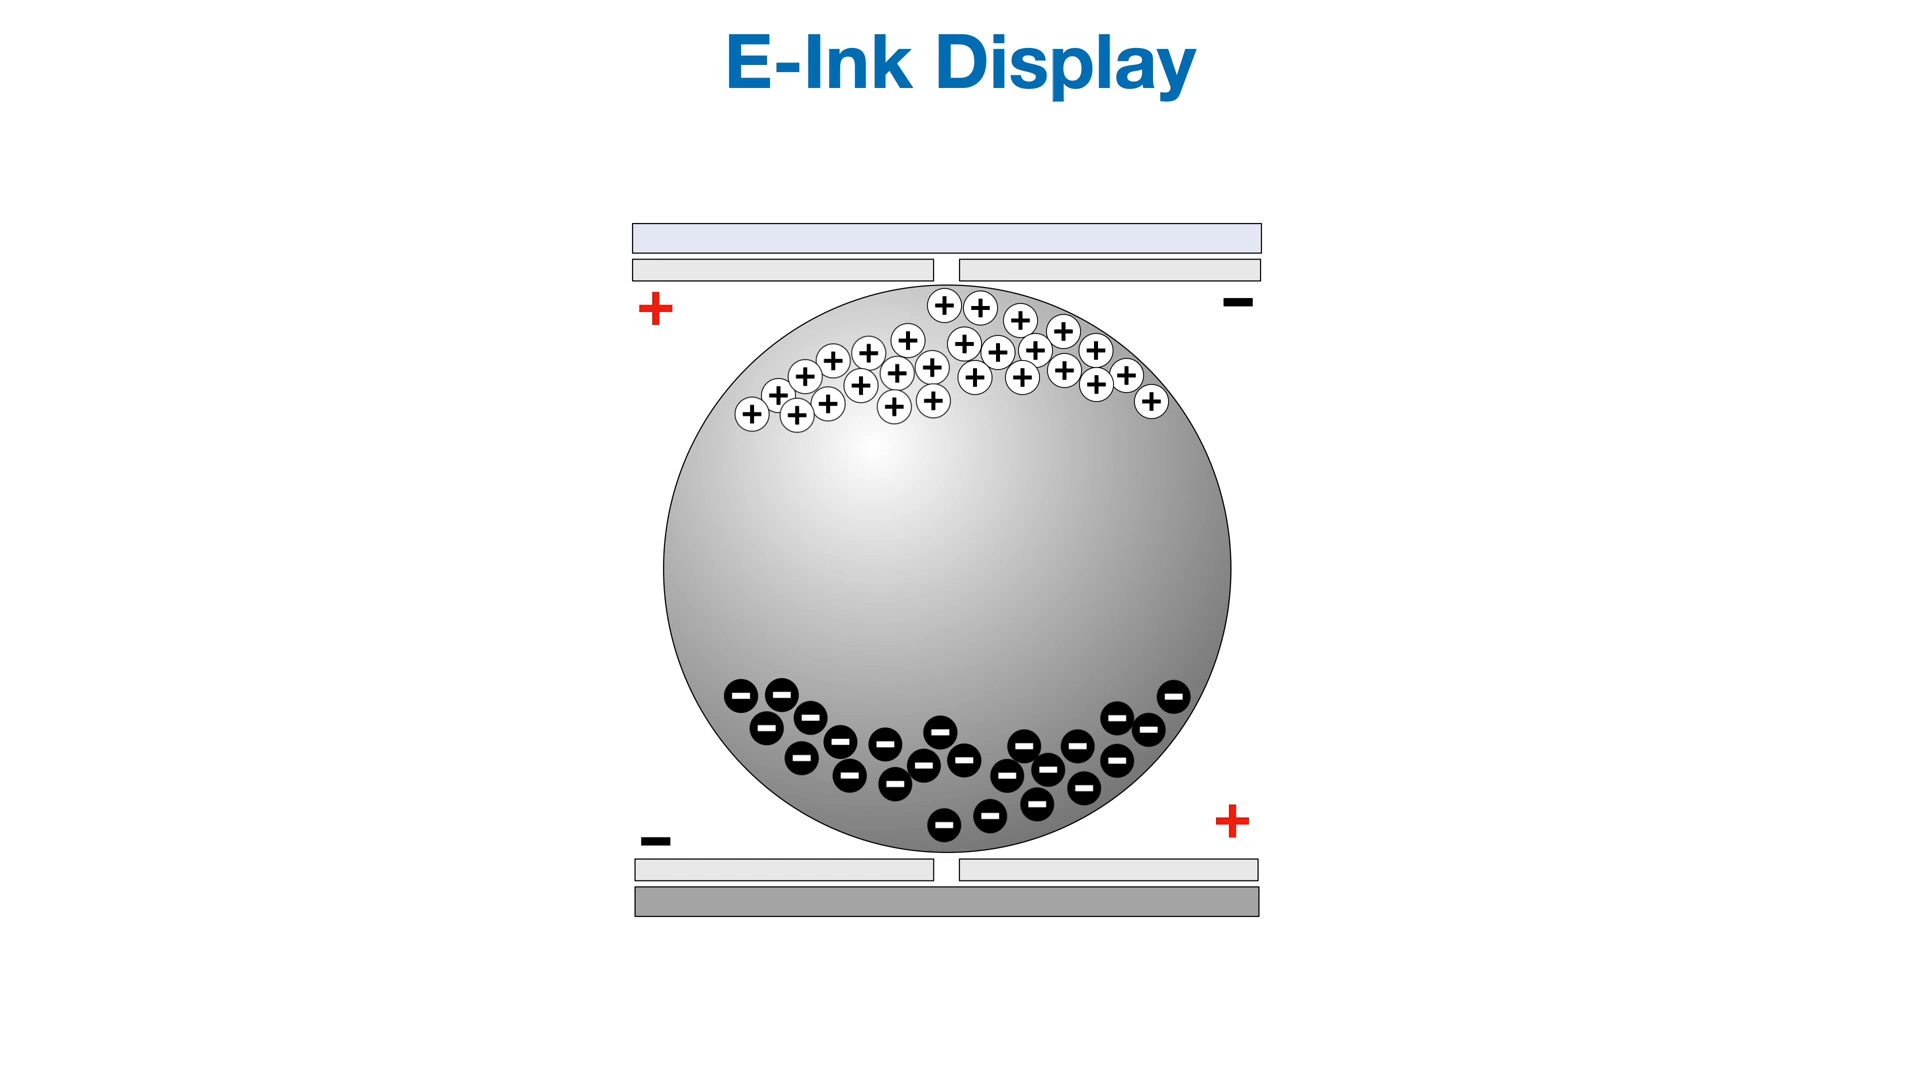 E-Ink Display
+ −
− +